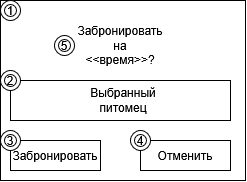 ①
Забронировать
⑤ на
<<время>>?
②
Выбранный
питомец
③ ④
Забронировать Отменить